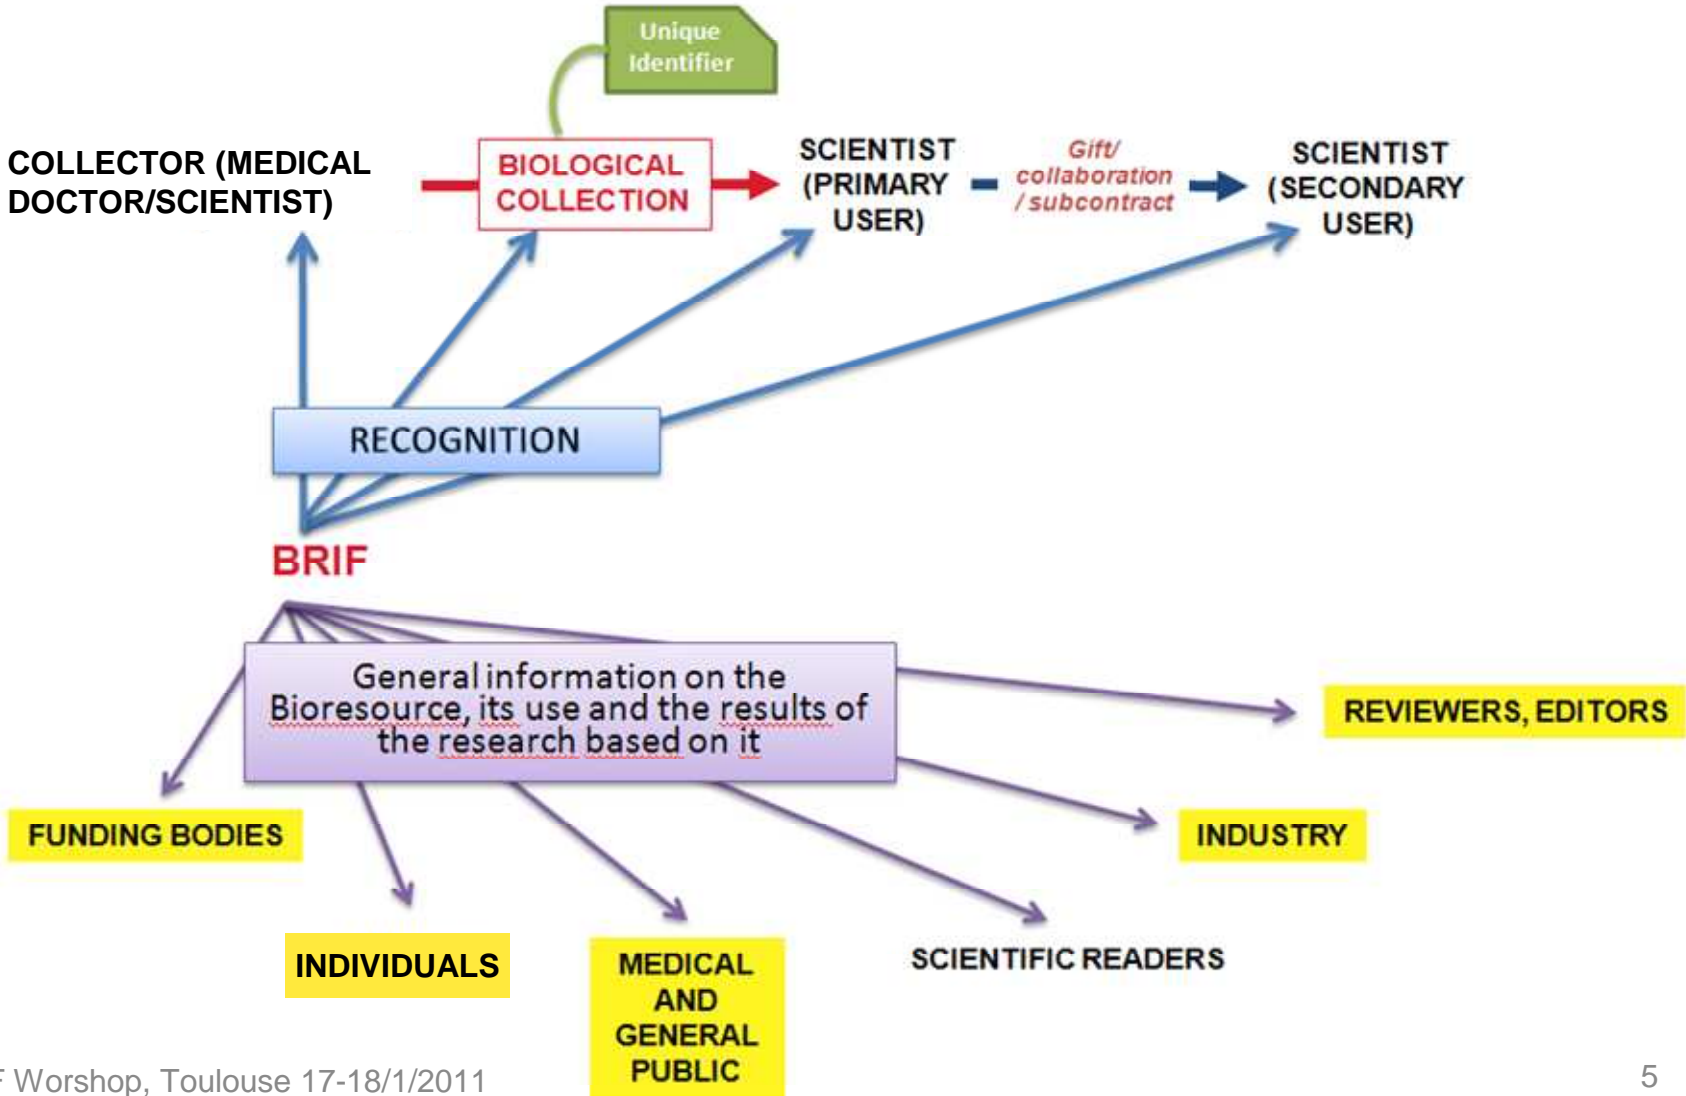 Unique
Identifier
COLLECTOR (MEDICAL
DOCTOR/SCIENTIST)
BIOLOGICAL
COLLECTION
SCIENTIST
(PRIMARY
USER)
Gift/
collaboration
/ subcontract
SCIENTIST
(SECONDARY
USER)
RECOGNITION
BRIF
General information on the
Bioresource, its use and the results of
the research based on it
REVIEWERS, EDITORS
FUNDING BODIES
INDUSTRY
INDIVIDUALS
MEDICAL
AND
GENERAL
PUBLIC
SCIENTIFIC READERS
F Worshop, Toulouse 17-18/1/2011
5